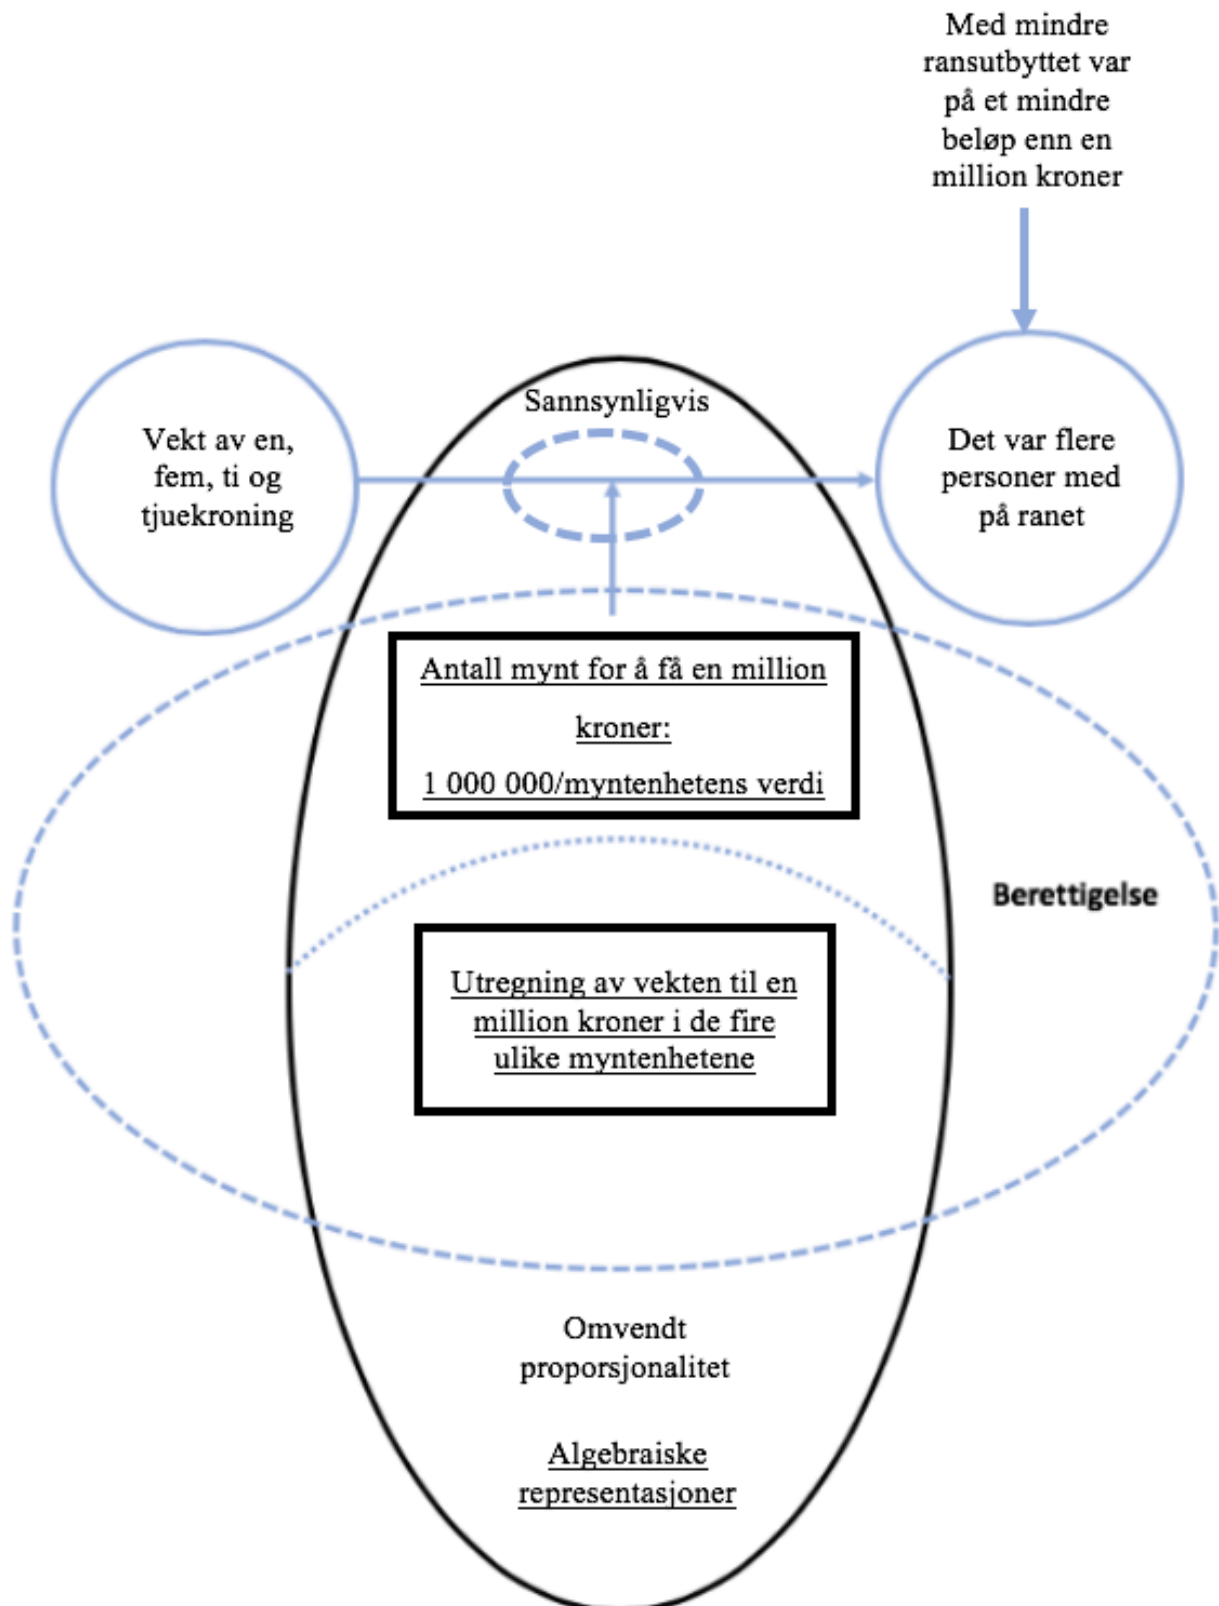 Med mindre
ransutbyttet var
på et mindre
beløp enn en
million kroner
Sannsynligvis
Vekt av en,
fem, ti og
tjuekroning
Det var flere
personer med
på ranet
Antall mynt for å få en million
kroner:
1 000 000/myntenhetens verdi
Berettigelse
Utregning av vekten til en
million kroner i de fire
ulike myntenhetene
Omvendt
proporsjonalitet
Algebraiske
representasjoner